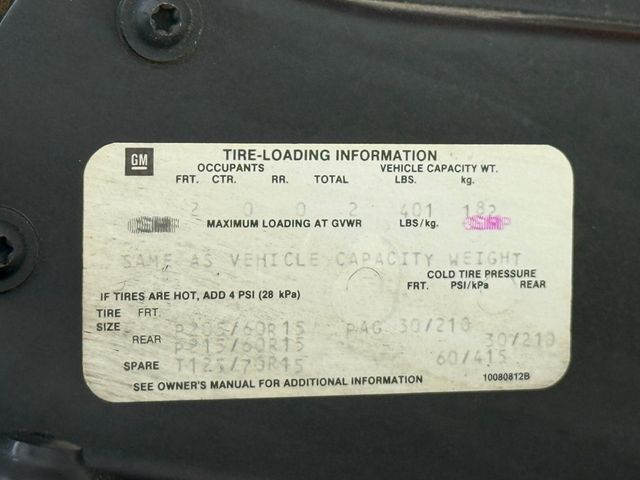 GM
TIRE-LOADING INFORMATION
OCCUPANTS VEHICLE CAPACITY WT.
FRT. CTR. RR. TOTAL LBS. kg.
2 0 0 2 401 182
MAXIMUM LOADING AT GVWR LBS/kg.
SAME AS VEHICLE CAPACITY WEIGHT
COLD TIRE PRESSURE
FRT. PSI/kPa REAR
IF TIRES ARE HOT, ADD 4 PSI (28 kPa)
TIRE FRT.
SIZE P205/60R15 PAG 30/210
REAR P215/60R15 30/210
SPARE T125/70R15 60/415
SEE OWNER'S MANUAL FOR ADDITIONAL INFORMATION 10080812B